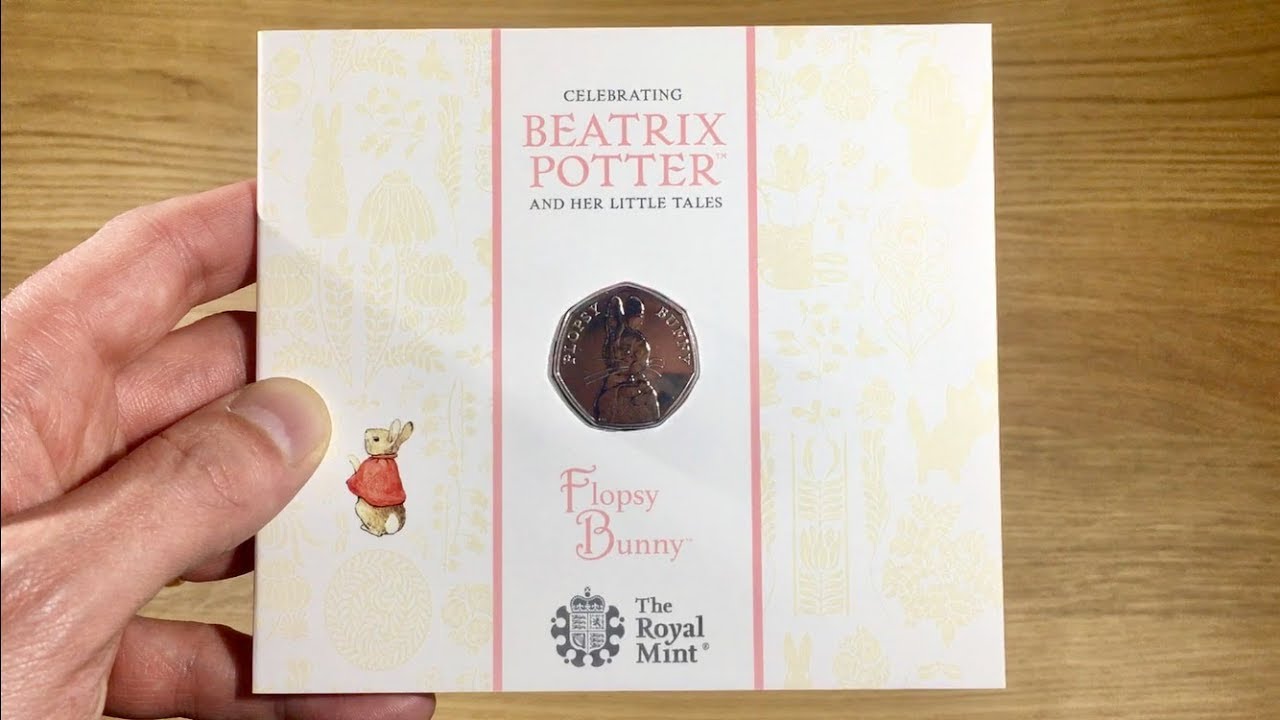 CELEBRATING
BEATRIX
POTTER™
AND HER LITTLE TALES
FLOPSY BUNNY
Flopsy
Bunny™
The
Royal
Mint®